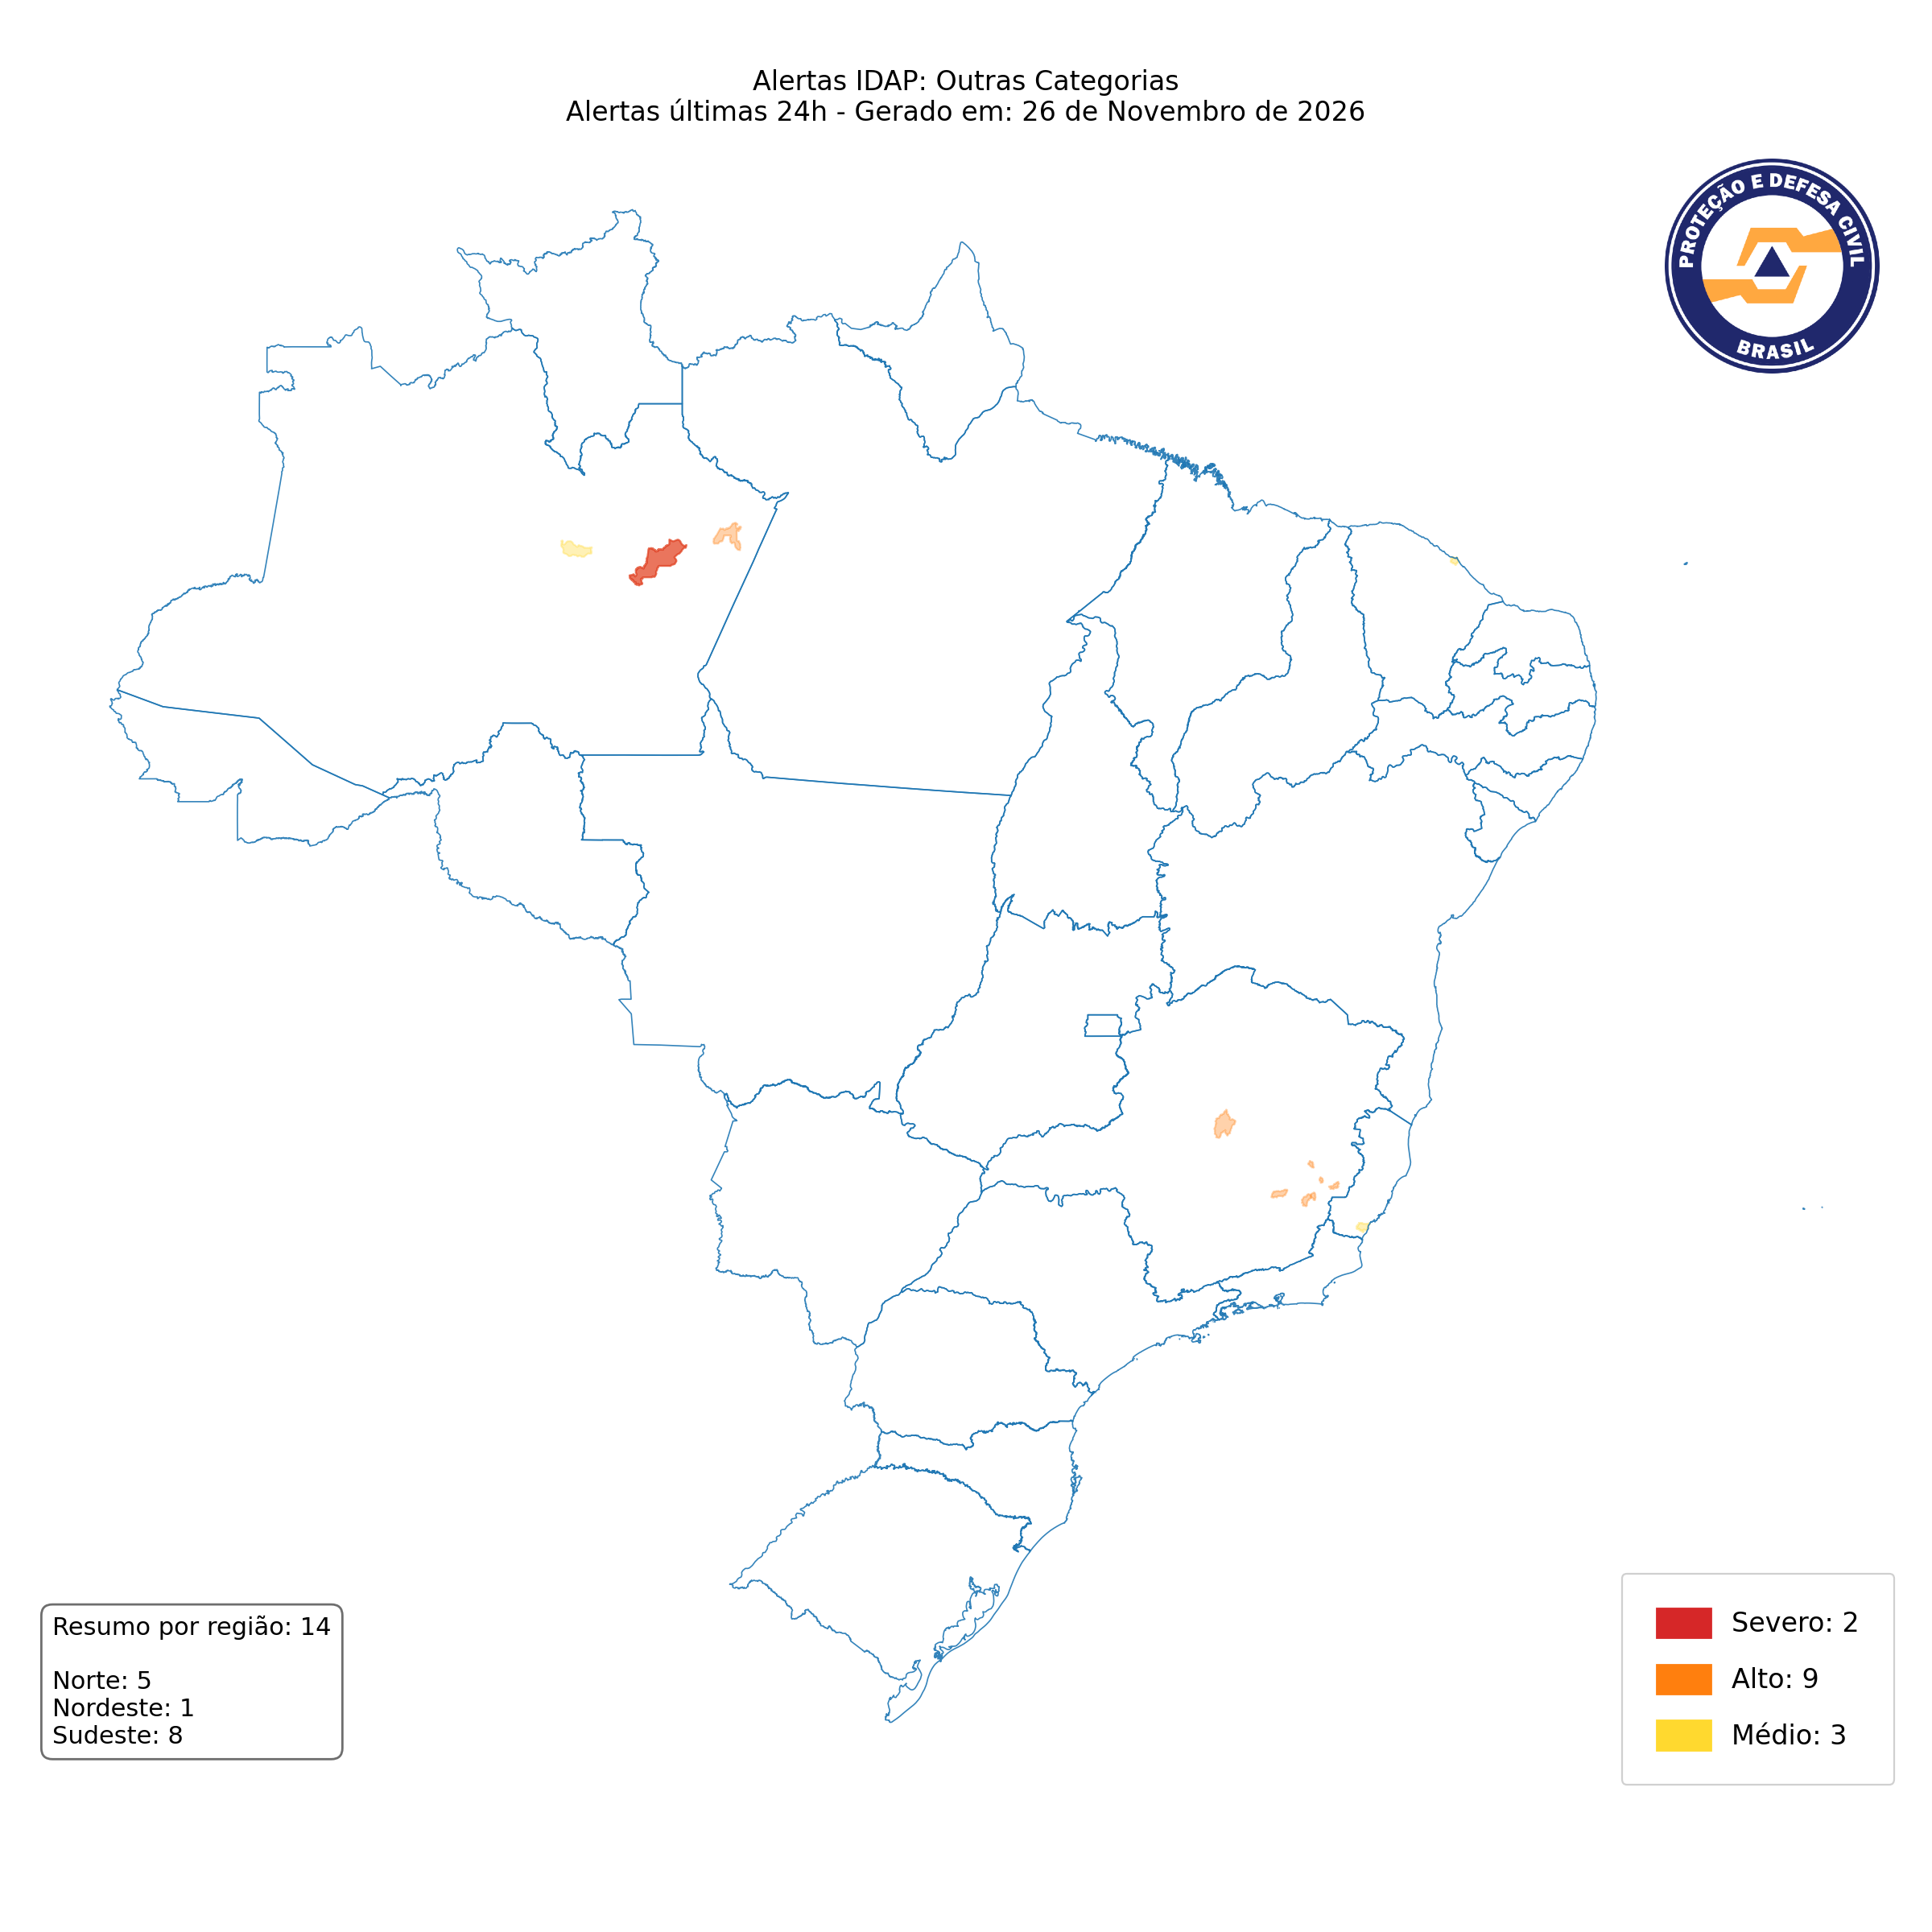 Alertas IDAP: Outras Categorias
Alertas últimas 24h - Gerado em: 26 de Novembro de 2026
PROTEÇÃO E DEFESA CIVIL
BRASIL
Resumo por região: 14
Norte: 5
Nordeste: 1
Sudeste: 8
Severo: 2
Alto: 9
Médio: 3